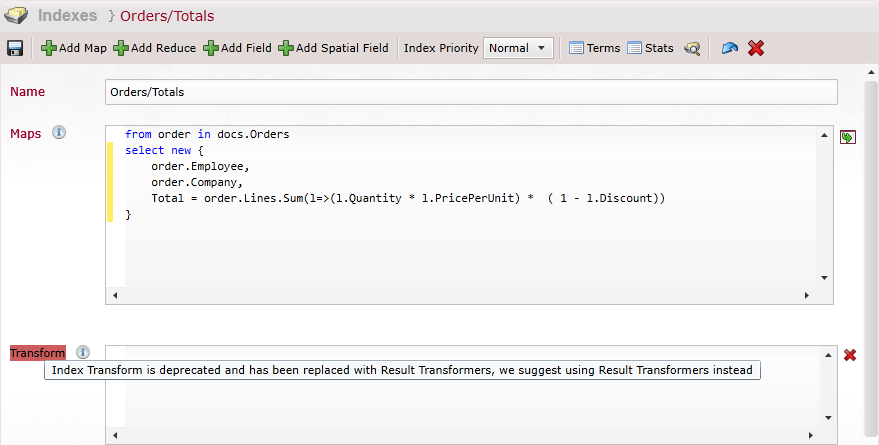 Indexes } Orders/Totals
Add Map Add Reduce Add Field Add Spatial Field Index Priority Normal Terms Stats
Name Orders/Totals
Maps
from order in docs.Orders
select new {
order.Employee,
order.Company,
Total = order.Lines.Sum(l=>(l.Quantity * l.PricePerUnit) *  ( 1 - l.Discount))
}
Transform
Index Transform is deprecated and has been replaced with Result Transformers, we suggest using Result Transformers instead